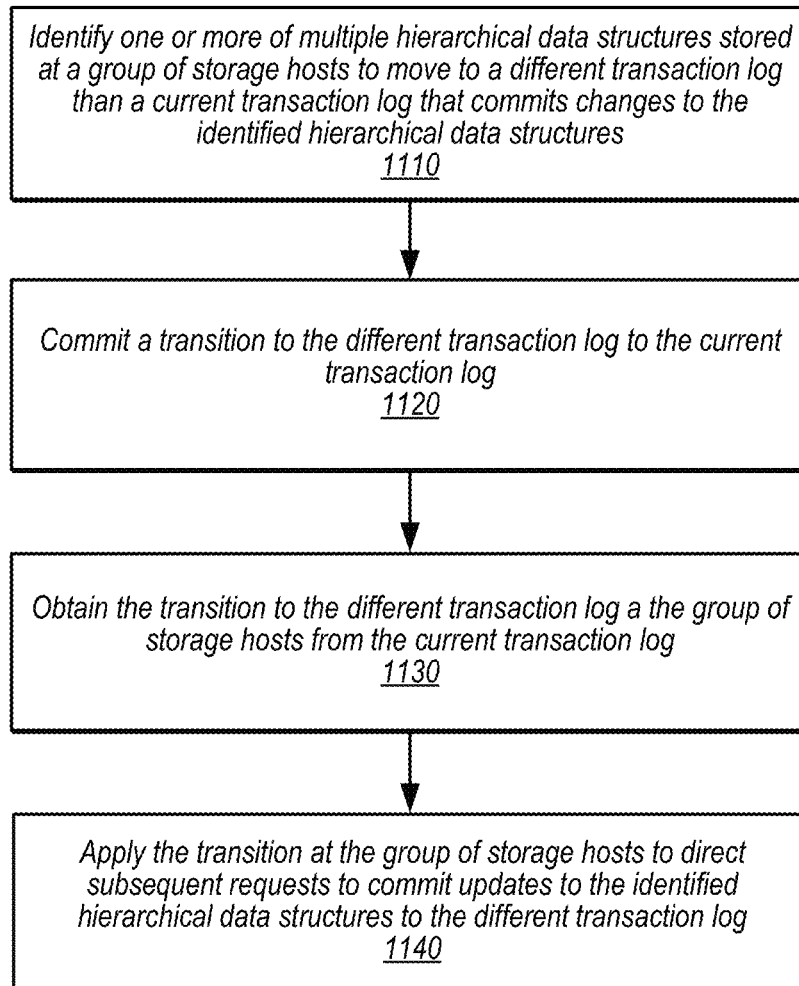 Identify one or more of multiple hierarchical data structures stored
at a group of storage hosts to move to a different transaction log
than a current transaction log that commits changes to the
identified hierarchical data structures
1110
Commit a transition to the different transaction log to the current
transaction log
1120
Obtain the transition to the different transaction log a the group of
storage hosts from the current transaction log
1130
Apply the transition at the group of storage hosts to direct
subsequent requests to commit updates to the identified
hierarchical data structures to the different transaction log
1140